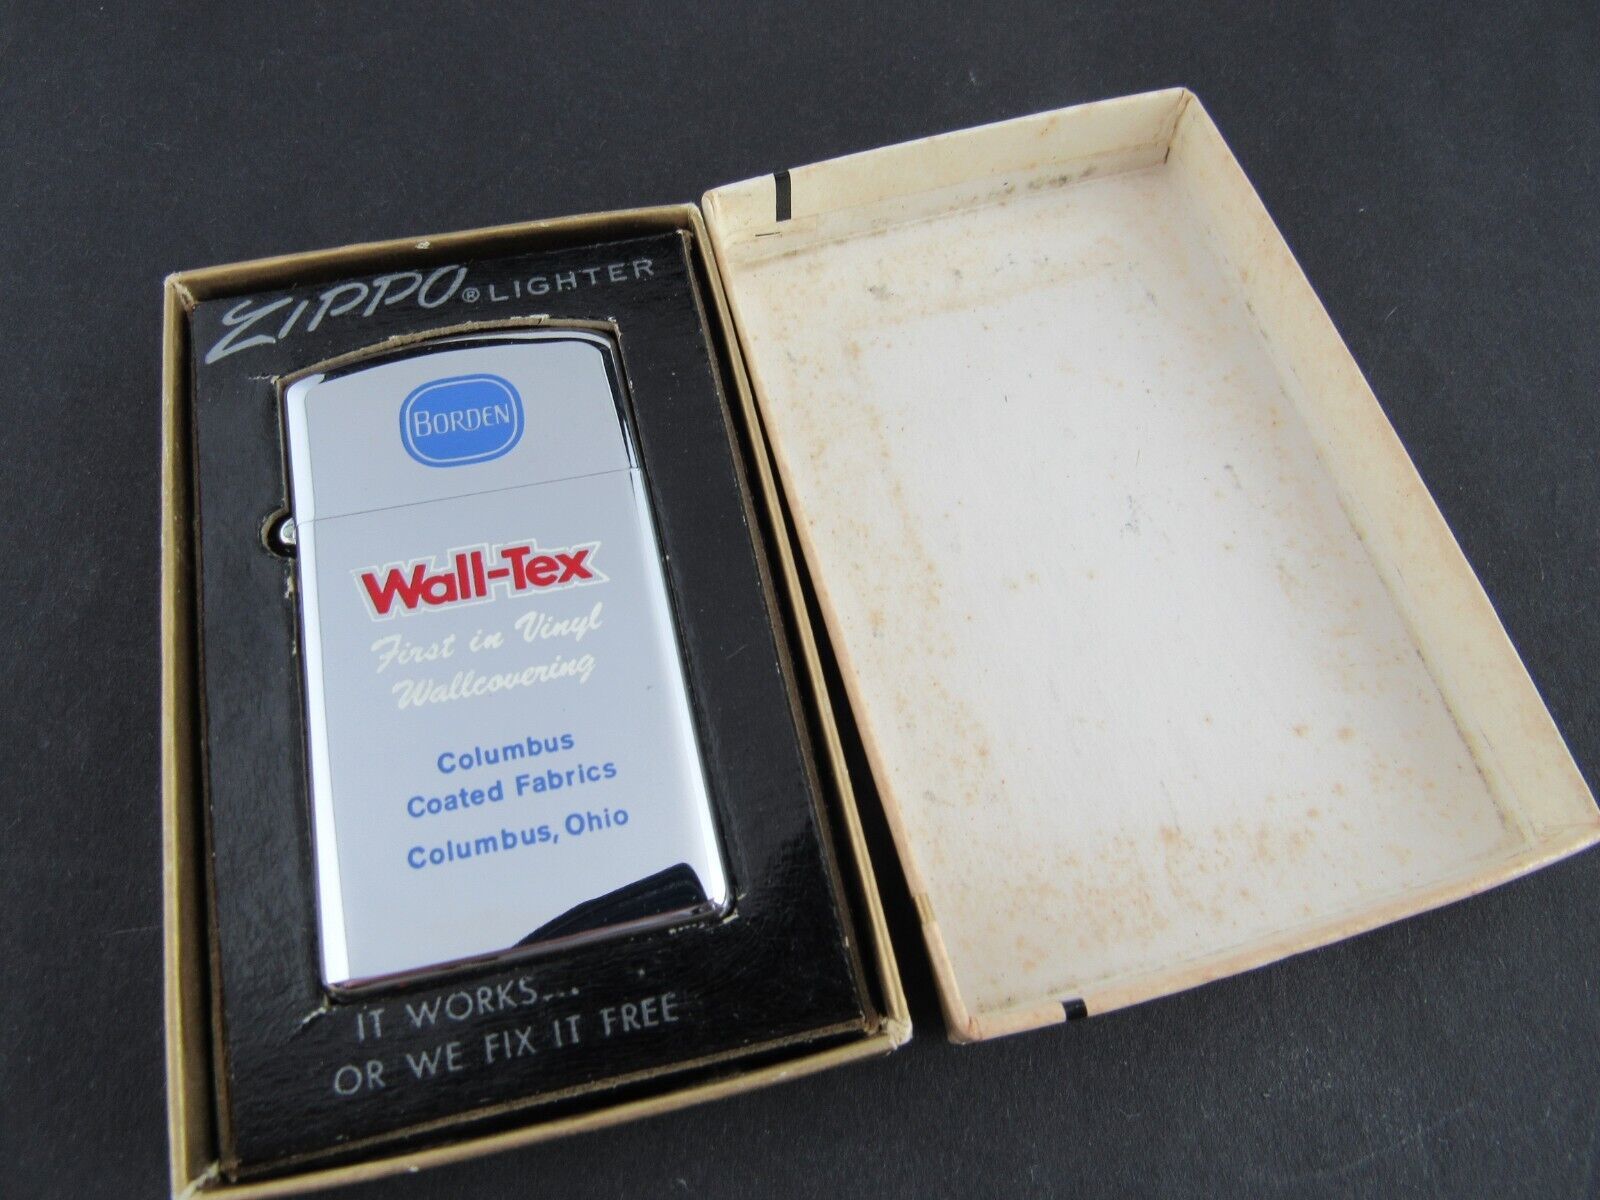 ZIPPO® LIGHTER
BORDEN
Wall-Tex
First in Vinyl
Wallcovering
Columbus
Coated Fabrics
Columbus, Ohio
IT WORKS...
OR WE FIX IT FREE